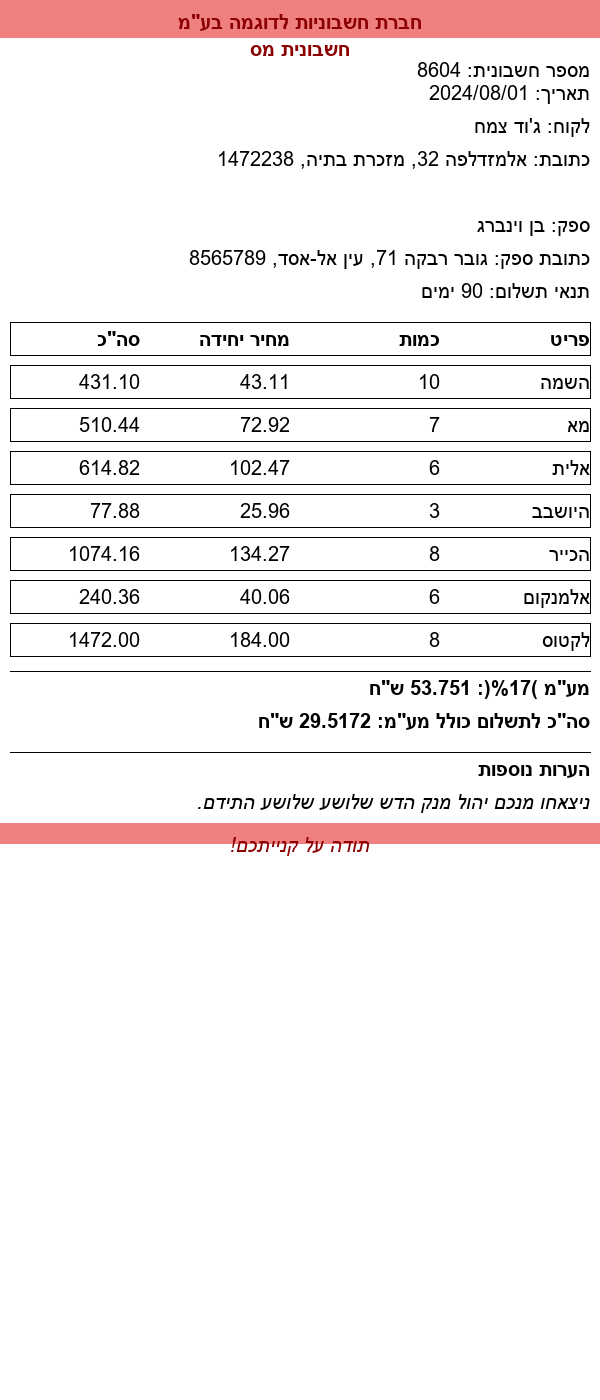 חברת חשבוניות לדוגמה בע"מ
חשבונית מס
מספר חשבונית: 8604
תאריך: 2024/08/01
לקוח: ג'וד צמח
כתובת: אלמזדלפה 32, מזכרת בתיה, 1472238
ספק: בן וינברג
כתובת ספק: גובר רבקה 71, עין אל-אסד, 8565789
תנאי תשלום: 90 ימים
פריט כמות מחיר יחידה סה"כ
השמה 10 43.11 431.10
מא 7 72.92 510.44
אלית 6 102.47 614.82
היושבב 3 25.96 77.88
הכייר 8 134.27 1074.16
אלמנקום 6 40.06 240.36
לקטוס 8 184.00 1472.00
מע"מ )17%(: 53.751 ש"ח
סה"כ לתשלום כולל מע"מ: 29.5172 ש"ח
הערות נוספות
ניצאחו מנכם יהול מנק הדש שלושע שלושע התידם.
תודה על קנייתכם!